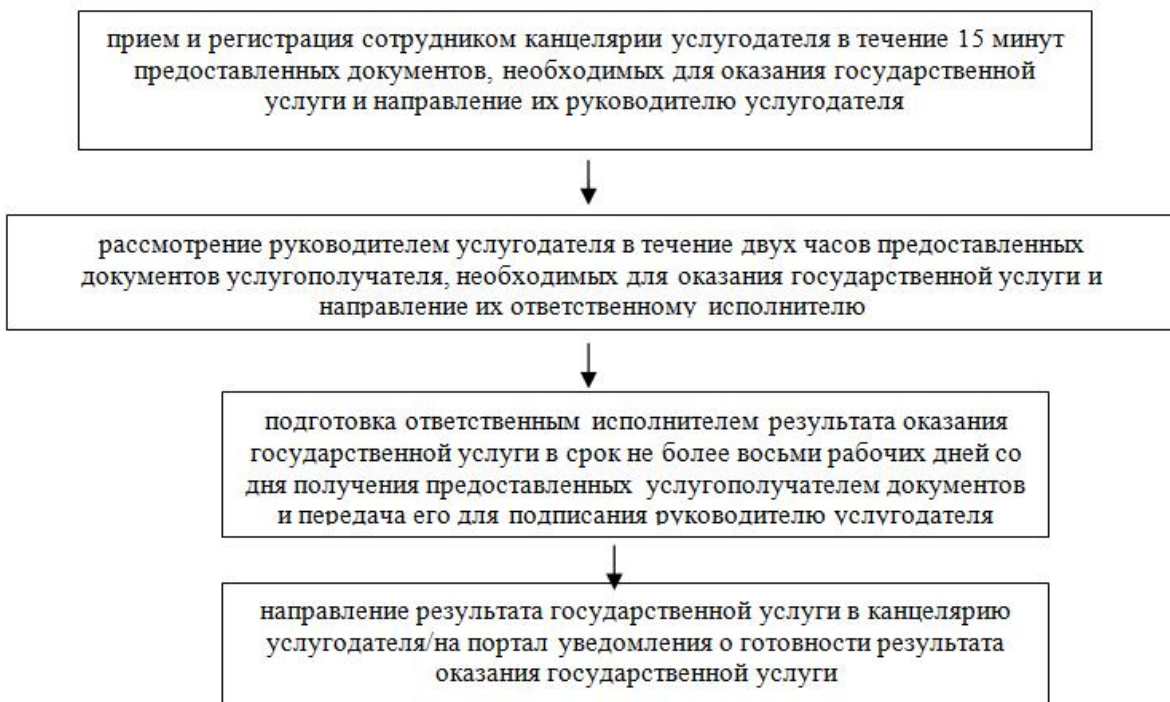 прием и регистрация сотрудником канцелярии услугодателя в течение 15 минут
предоставленных документов, необходимых для оказания государственной
услуги и направление их руководителю услугодателя
рассмотрение руководителем услугодателя в течение двух часов предоставленных
документов услугополучателя, необходимых для оказания государственной услуги и
направление их ответственному исполнителю
подготовка ответственным исполнителем результата оказания
государственной услуги в срок не более восьми рабочих дней со
дня получения предоставленных услугополучателем документов
и передача его для подписания руководителю услугодателя
направление результата государственной услуги в канцелярию
услугодателя/на портал уведомления о готовности результата
оказания государственной услуги